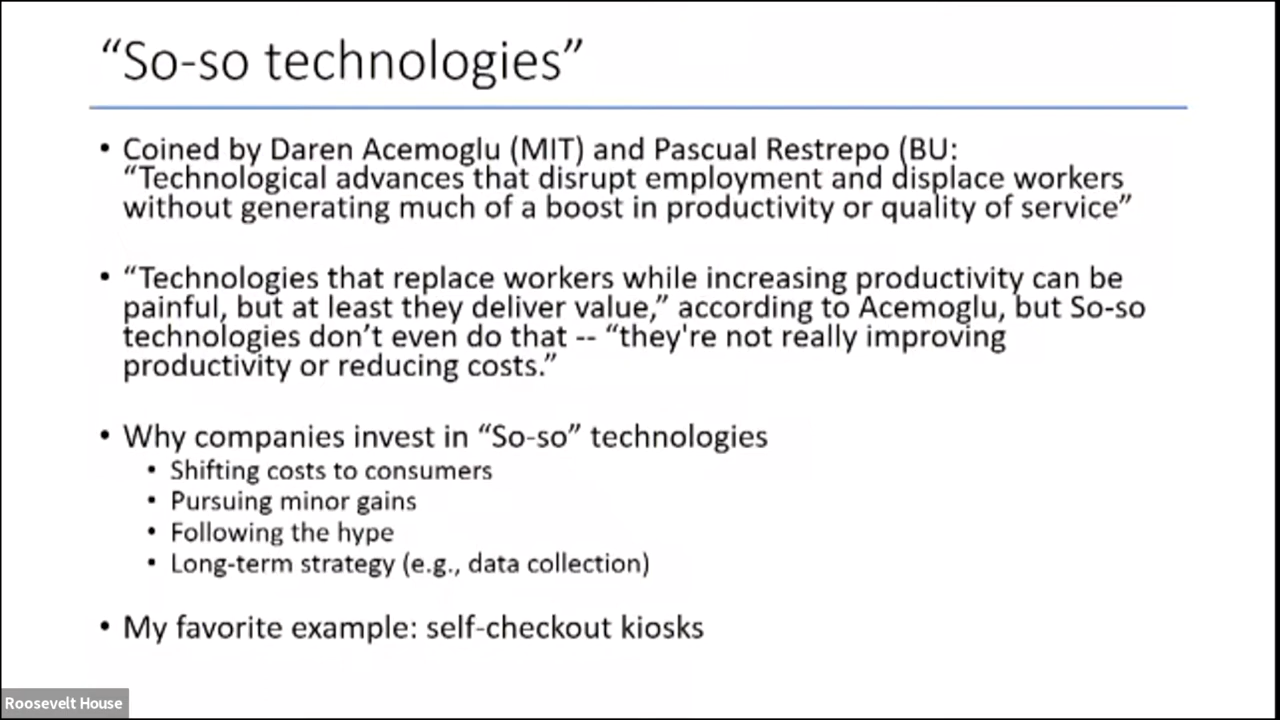 “So-so technologies”
• Coined by Daren Acemoglu (MIT) and Pascual Restrepo (BU:
“Technological advances that disrupt employment and displace workers
without generating much of a boost in productivity or quality of service”
• “Technologies that replace workers while increasing productivity can be
painful, but at least they deliver value,” according to Acemoglu, but So-so
technologies don’t even do that -- “they're not really improving
productivity or reducing costs.”
• Why companies invest in “So-so” technologies
• Shifting costs to consumers
• Pursuing minor gains
• Following the hype
• Long-term strategy (e.g., data collection)
• My favorite example: self-checkout kiosks
Roosevelt House